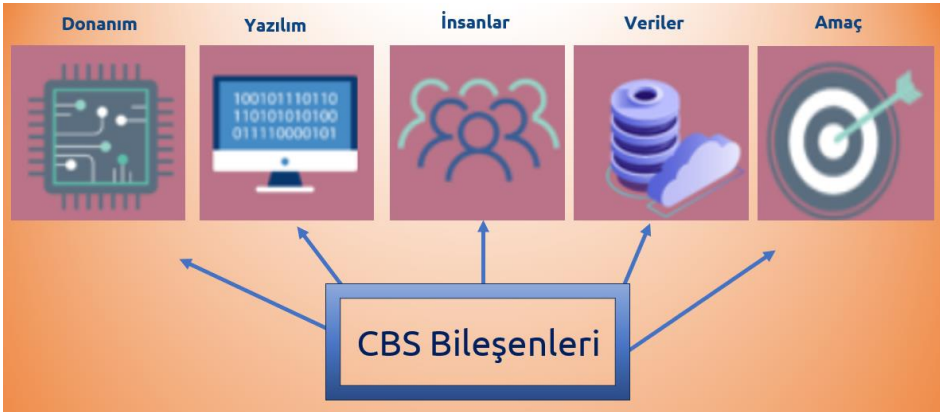 Donanım
Yazılım
İnsanlar
Veriler
Amaç
100101110110
110101010100
011110000101
CBS Bileşenleri